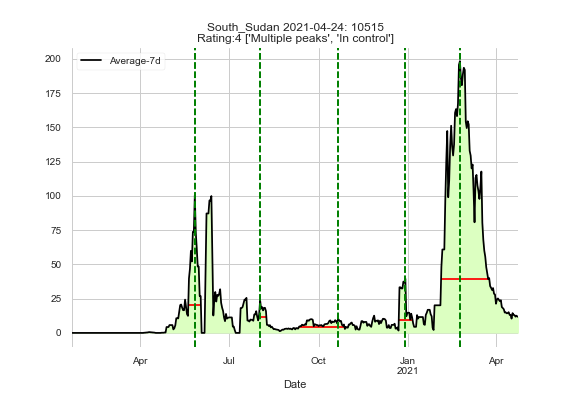 South_Sudan 2021-04-24: 10515
Rating:4 ['Multiple peaks', 'In control']
Average-7d
200
175
150
125
100
75
50
25
0
Apr
Jul
Oct
Jan
2021
Apr
Date